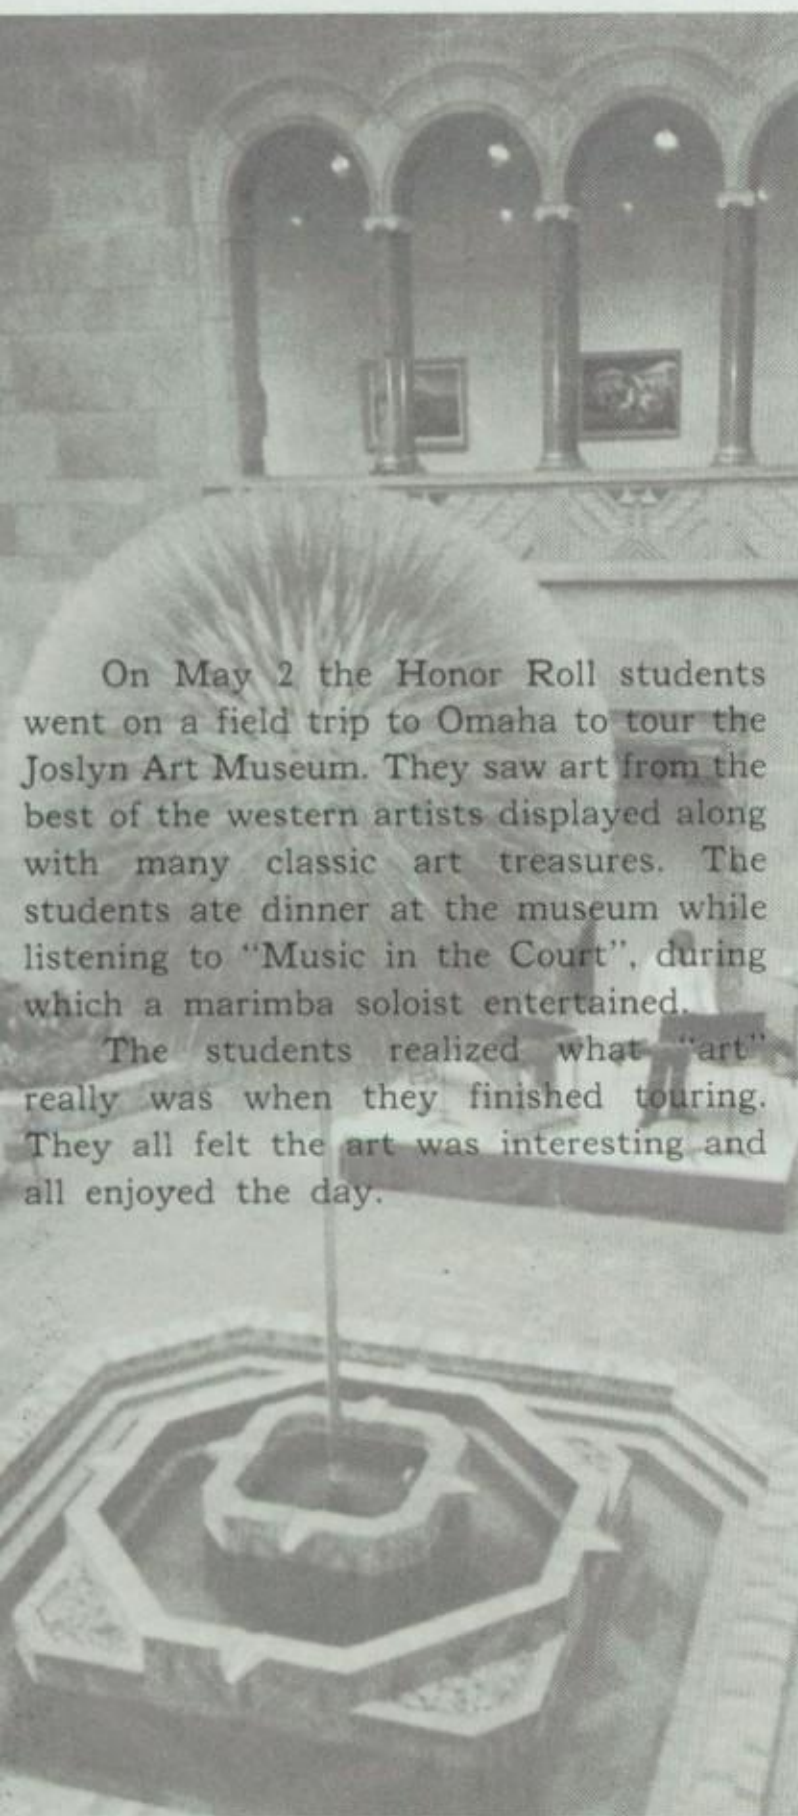 On May 2 the Honor Roll students
went on a field trip to Omaha to tour the
Joslyn Art Museum. They saw art from the
best of the western artists displayed along
with many classic art treasures. The
students ate dinner at the museum while
listening to “Music in the Court”, during
which a marimba soloist entertained.
The students realized what “art”
really was when they finished touring.
They all felt the art was interesting and
all enjoyed the day.